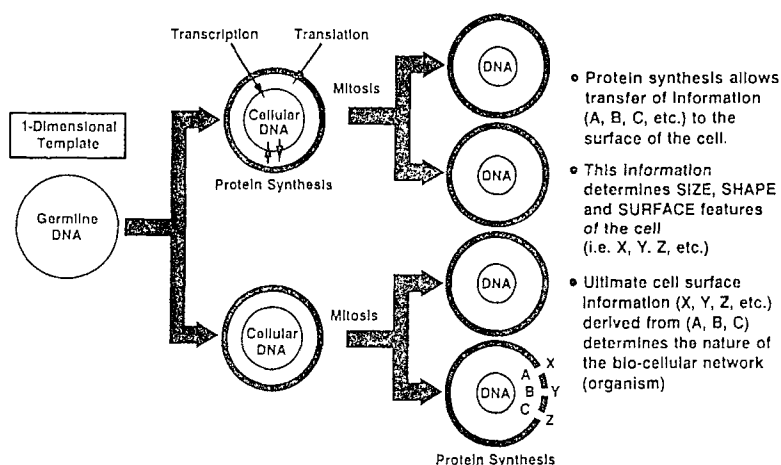 Transcription
Translation
1-Dimensional
Template
Germline
DNA
Cellular
DNA
Protein Synthesis
Mitosis
DNA
DNA
Cellular
DNA
Mitosis
DNA
DNA
A
B
C
X
Y
Z
Protein Synthesis
• Protein synthesis allows
transfer of Information
(A, B, C, etc.) to the
surface of the cell.
• This Information
determines SIZE, SHAPE
and SURFACE features
of the cell
(i.e. X, Y. Z, etc.)
• Ultimate cell surface
Information (X, Y, Z, etc.)
derived from (A, B, C)
determines the nature of
the bio-cellular network
(organism)